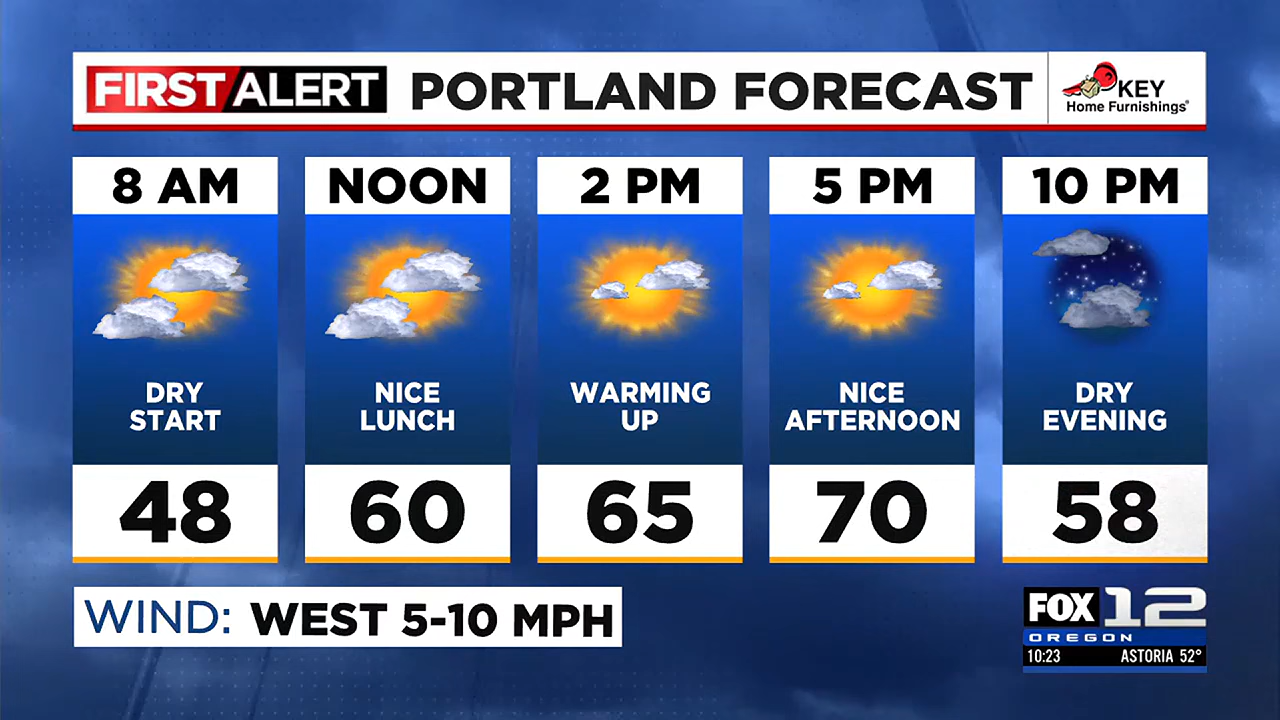 FIRST ALERT PORTLAND FORECAST
KEY
Home Furnishings®
8 AM
DRY
START
48
NOON
NICE
LUNCH
60
2 PM
WARMING
UP
65
5 PM
NICE
AFTERNOON
70
10 PM
DRY
EVENING
58
WIND: WEST 5-10 MPH
FOX 12
OREGON
10:23 ASTORIA 52°